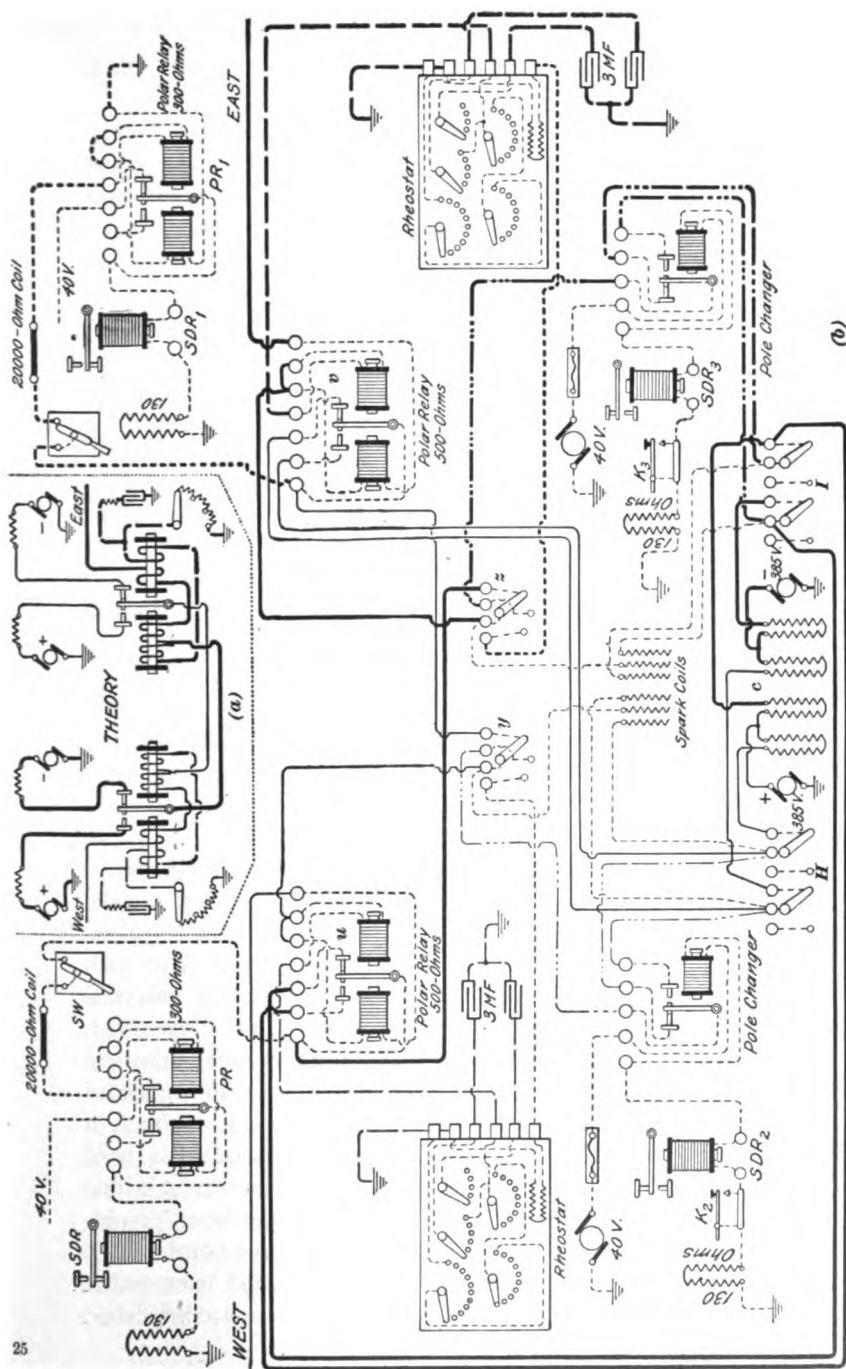 25
WEST
130
SDR
40 V.
20000-Ohm Coil
SW
300-Ohms
PR
West
East
+
−
+
−
THEORY
(a)
130
SDR₁
40 V.
20000-Ohm Coil
Polar Relay
300-Ohms
PR₁
EAST
u
Polar Relay
500-Ohms
v
Polar Relay
500-Ohms
y
z
Rheostat
3 MF
Rheostat
3 MF
Spark Coils
40 V.
130
Ohms
K₂
SDR₂
Pole Changer
40 V.
130
Ohms
K₃
SDR₃
Pole Changer
H
385 V.
+
c
−
385 V.
I
(b)